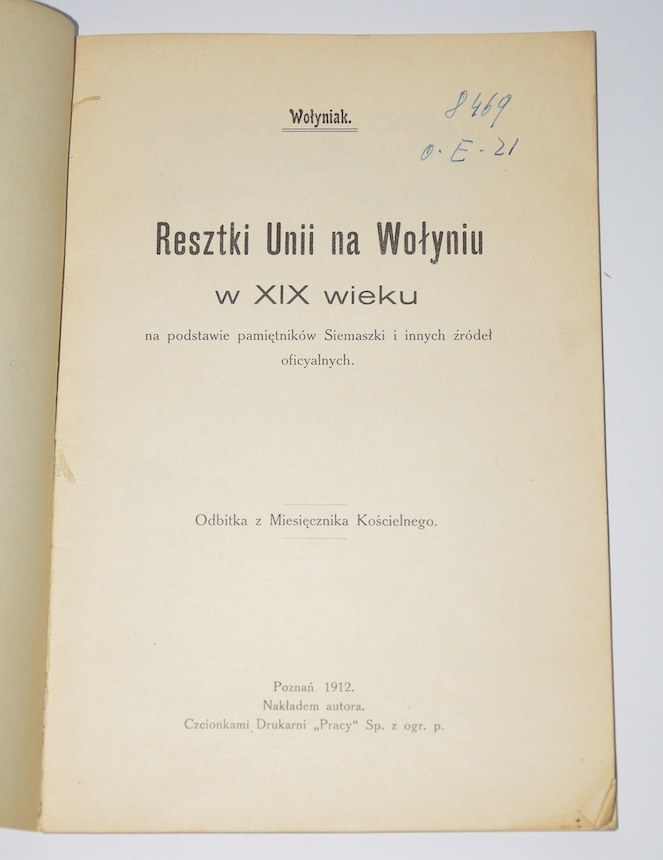 Wołyniak.
8469
O. E - 21
Resztki Unii na Wołyniu
w XIX wieku
na podstawie pamiętników Siemaszki i innych źródeł
oficyalnych.
Odbitka z Miesięcznika Kościelnego.
Poznań 1912.
Nakładem autora.
Czcionkami Drukarni „Pracy“ Sp. z ogr. p.